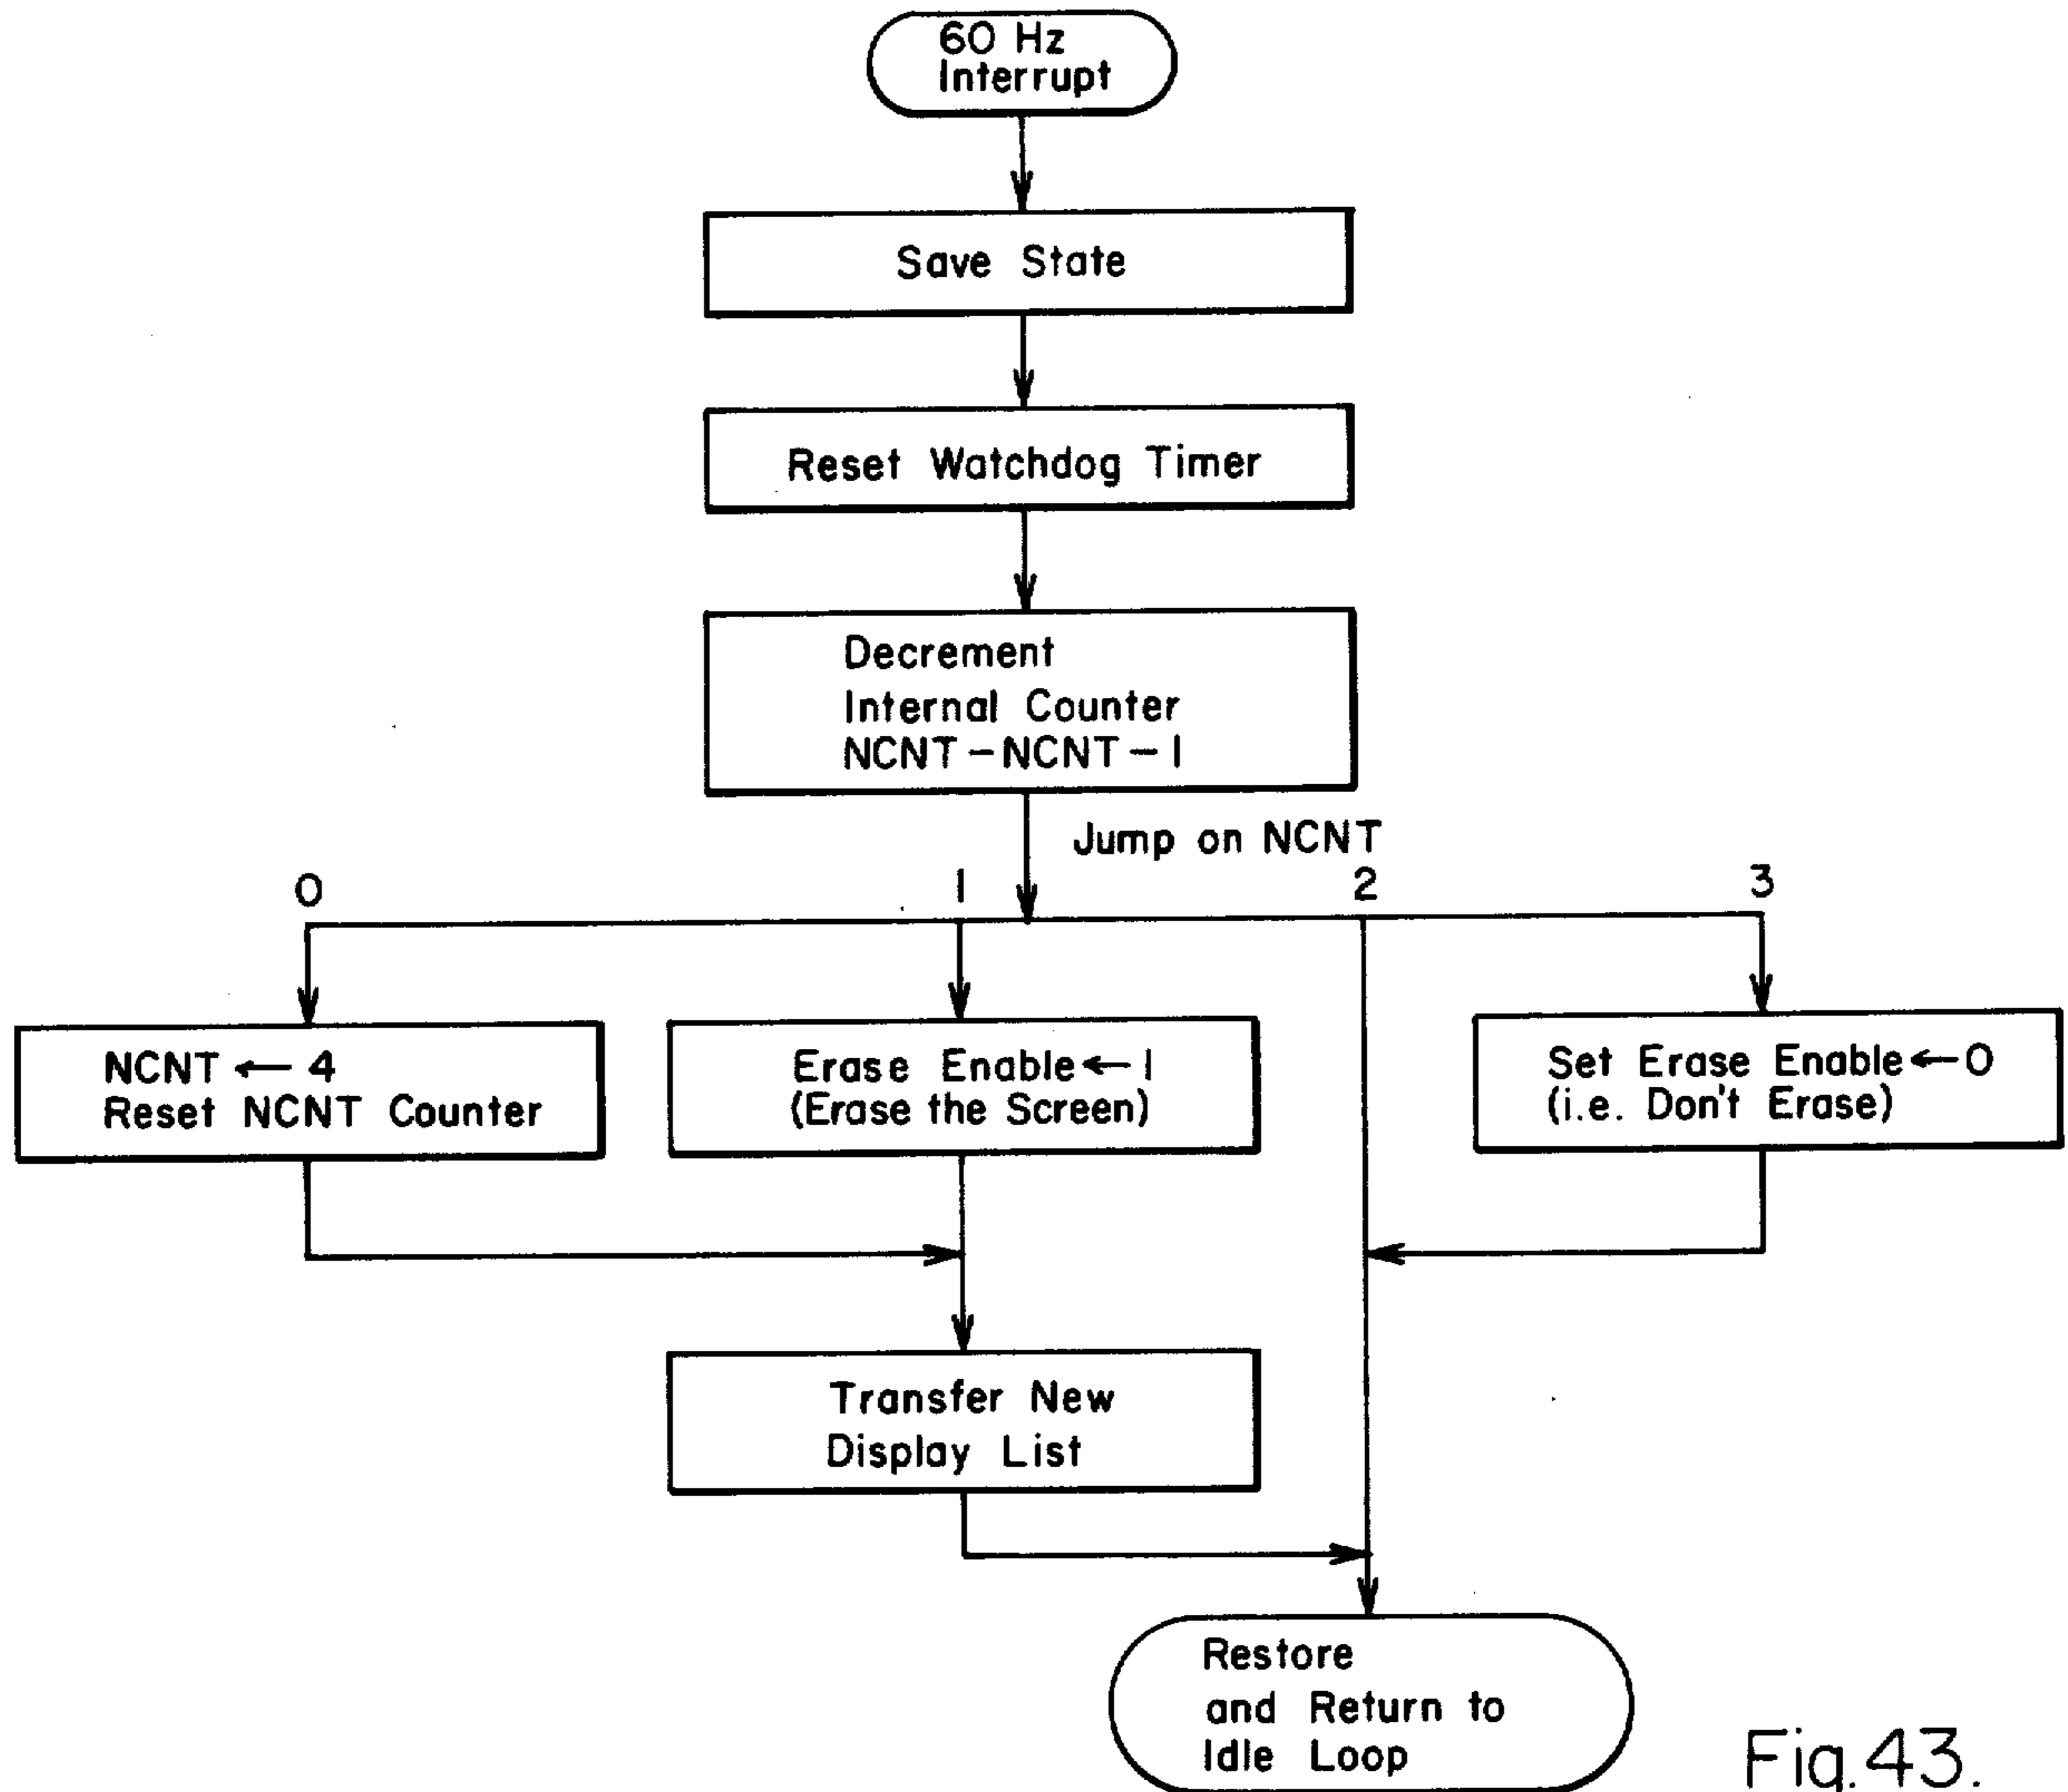 60 Hz
Interrupt
Save State
Reset Watchdog Timer
Decrement
Internal Counter
NCNT – NCNT – 1
Jump on NCNT
0
1
2
3
NCNT ← 4
Reset NCNT Counter
Erase Enable ← 1
(Erase the Screen)
Set Erase Enable ← 0
(i.e. Don't Erase)
Transfer New
Display List
Restore
and Return to
Idle Loop
Fig. 43.